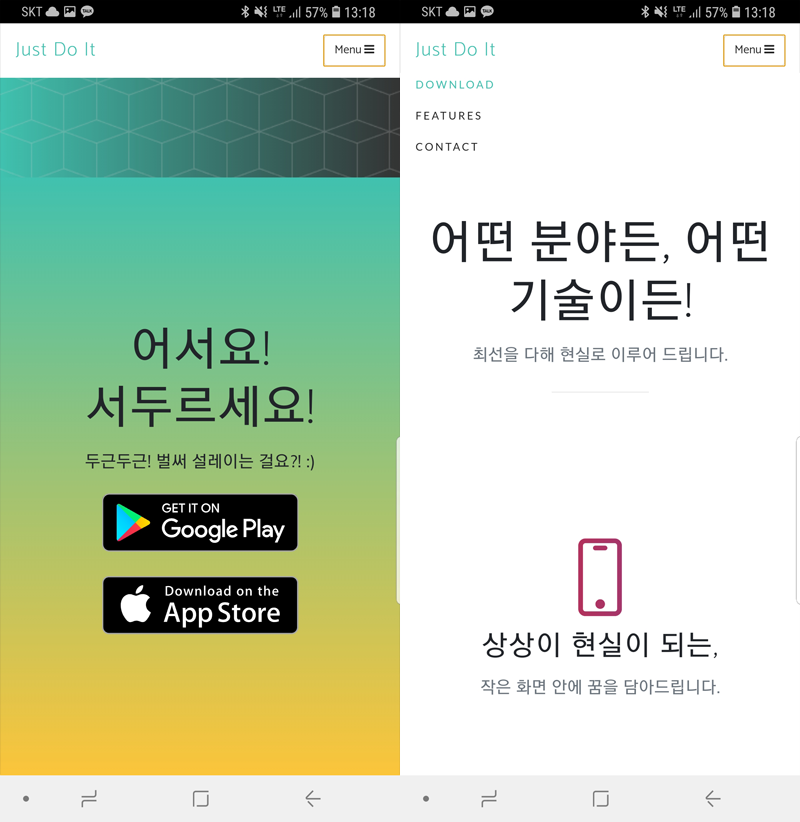 SKT TALK LTE 57% 13:18
Just Do It
Menu
어서요!
서두르세요!
두근두근! 벌써 설레이는 걸요?! :)
GET IT ON
Google Play
Download on the
App Store
SKT TALK LTE 57% 13:18
Just Do It
Menu
DOWNLOAD
FEATURES
CONTACT
어떤 분야든, 어떤
기술이든!
최선을 다해 현실로 이루어 드립니다.
상상이 현실이 되는,
작은 화면 안에 꿈을 담아드립니다.